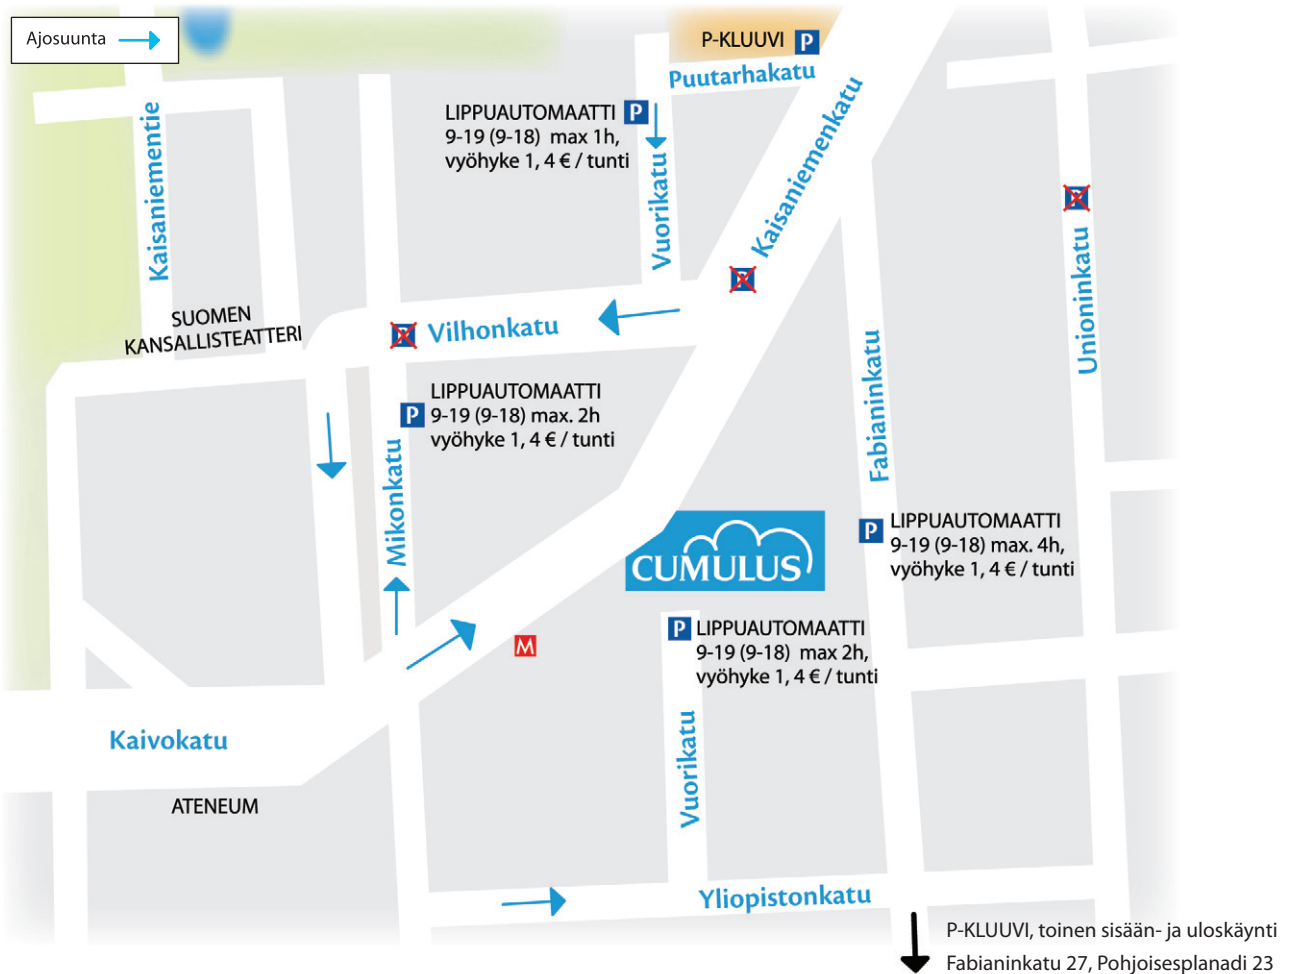 Ajosuunta
P-KLUUVI P
Puutarhakatu
LIPPUAUTOMAATTI P
9-19 (9-18) max 1h,
vyöhyke 1, 4 € / tunti
Kaisaniementie
Vuorikatu
Kaisaniemenkatu
P
P
Unioninkatu
SUOMEN
KANSALLISTEATTERI
P
Vilhonkatu
LIPPUAUTOMAATTI
P 9-19 (9-18) max. 2h
vyöhyke 1, 4 € / tunti
Mikonkatu
Fabianinkatu
CUMULUS
LIPPUAUTOMAATTI
P 9-19 (9-18) max. 4h,
vyöhyke 1, 4 € / tunti
M
P LIPPUAUTOMAATTI
9-19 (9-18) max 2h,
vyöhyke 1, 4 € / tunti
Kaivokatu
Vuorikatu
ATENEUM
Yliopistonkatu
P-KLUUVI, toinen sisään- ja uloskäynti
Fabianinkatu 27, Pohjoisesplanadi 23